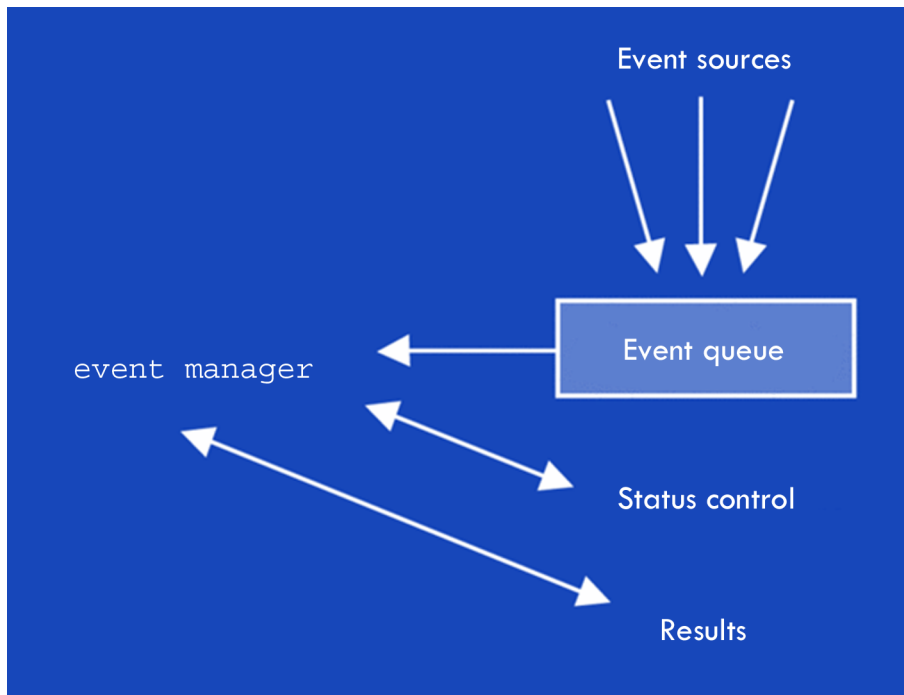 Event sources
Event queue
event manager
Status control
Results